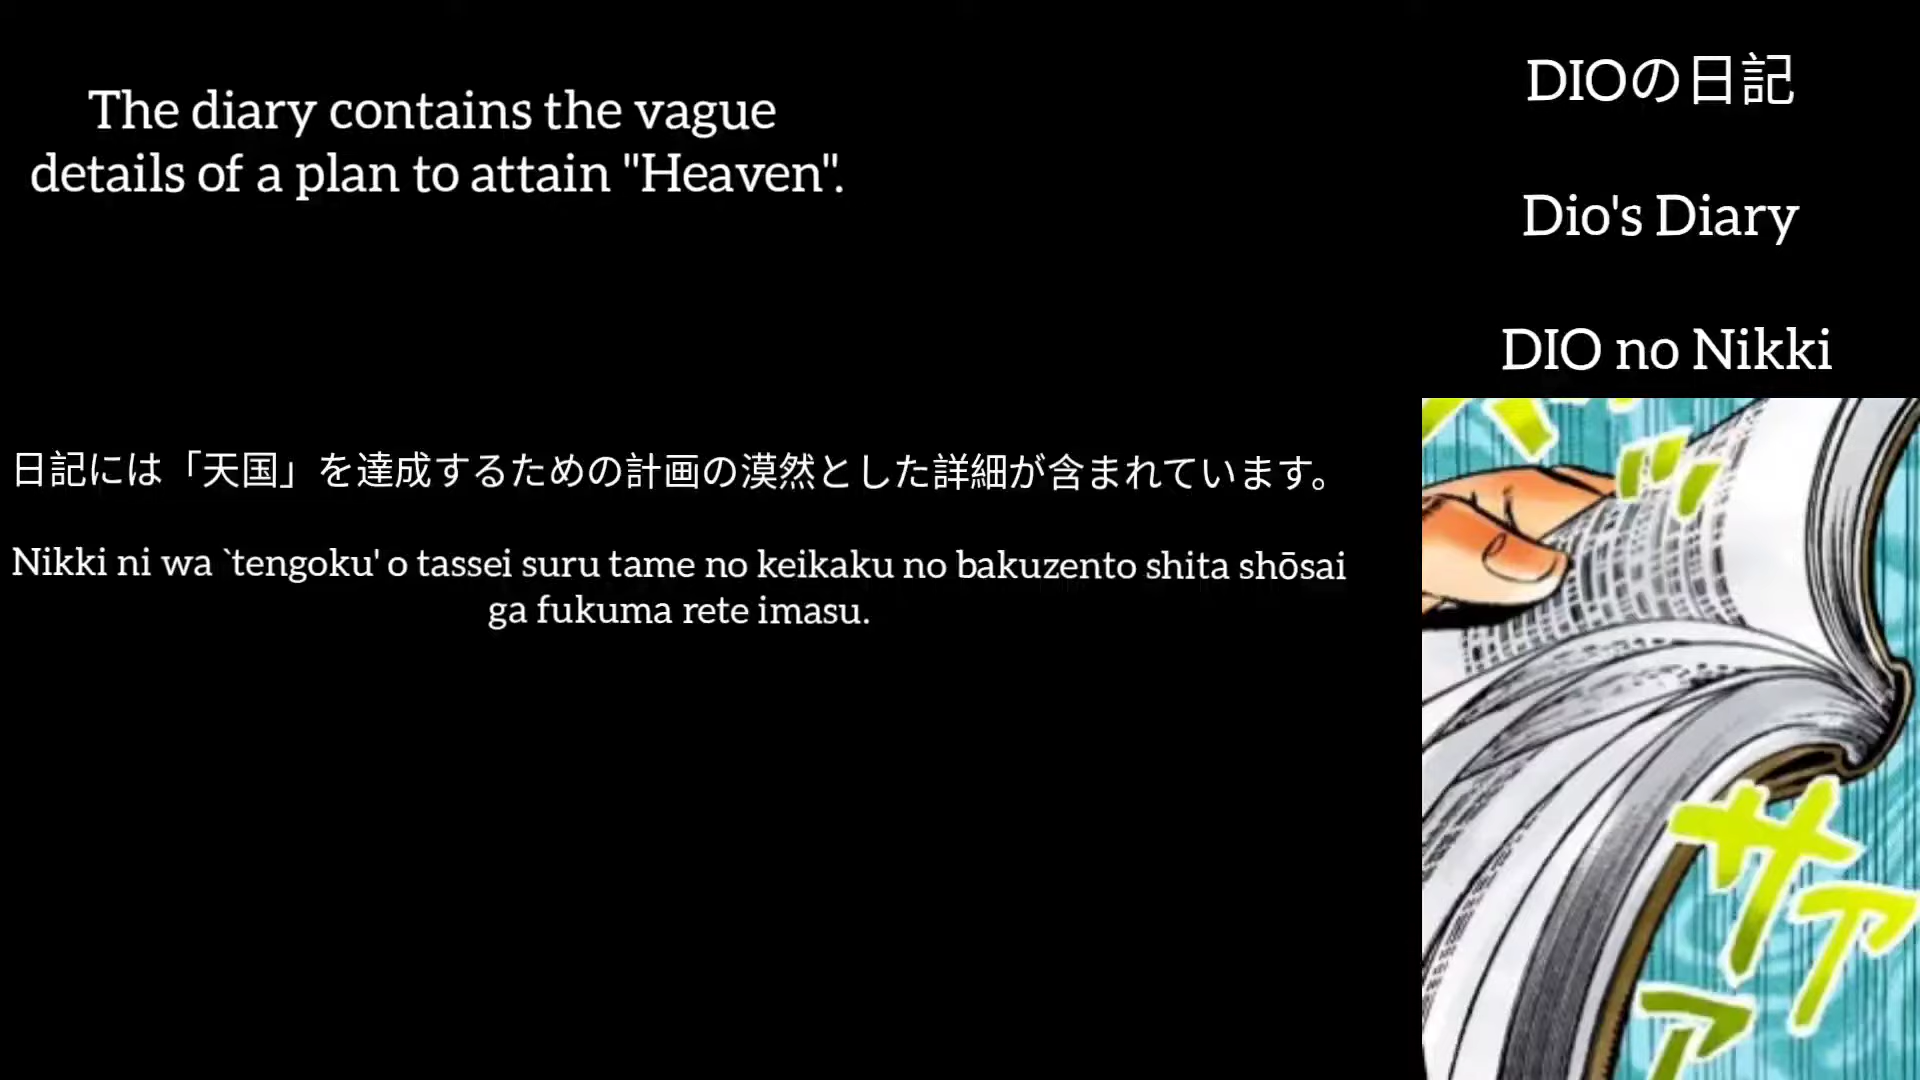 The diary contains the vague
details of a plan to attain "Heaven".
日記には「天国」を達成するための計画の漠然とした詳細が含まれています。
Nikki ni wa `tengoku' o tassei suru tame no keikaku no bakuzento shita shōsai
ga fukuma rete imasu.
DIOの日記
Dio's Diary
DIO no Nikki
サアア